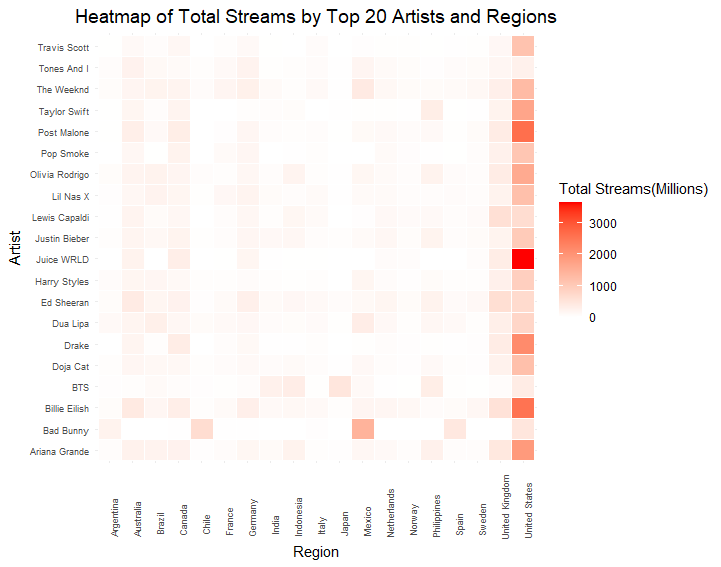 Heatmap of Total Streams by Top 20 Artists and Regions
Artist
Travis Scott
Tones And I
The Weeknd
Taylor Swift
Post Malone
Pop Smoke
Olivia Rodrigo
Lil Nas X
Lewis Capaldi
Justin Bieber
Juice WRLD
Harry Styles
Ed Sheeran
Dua Lipa
Drake
Doja Cat
BTS
Billie Eilish
Bad Bunny
Ariana Grande
Argentina
Australia
Brazil
Canada
Chile
France
Germany
India
Indonesia
Italy
Japan
Mexico
Netherlands
Norway
Philippines
Spain
Sweden
United Kingdom
United States
Region
Total Streams(Millions)
3000
2000
1000
0